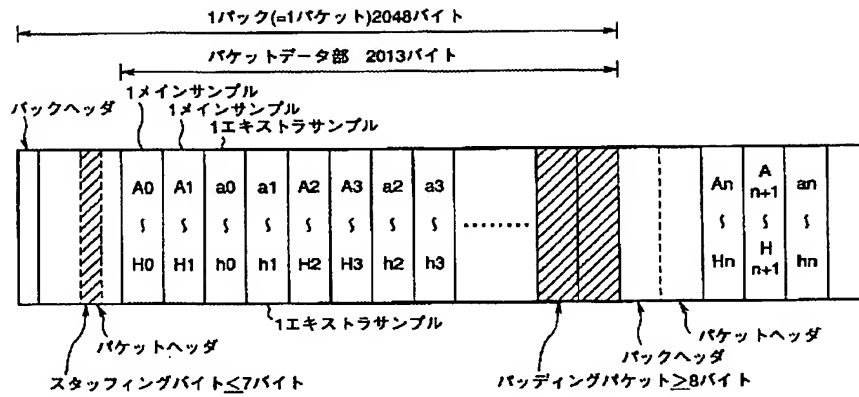 1パック(=1パケット)2048バイト
パケットデータ部 2013バイト
1メインサンプル
パックヘッダ
1メインサンプル
1エキストラサンプル
A0 A1 a0 a1 A2 A3 a2 a3 An A n+1 an
∫ ∫ ∫ ∫ ∫ ∫ ∫ ∫ ......... ∫ ∫ ∫
H0 H1 h0 h1 H2 H3 h2 h3 Hn H n+1 hn
1エキストラサンプル
パケットヘッダ
パケットヘッダ
パックヘッダ
スタッフィングバイト≤7バイト
パッディングパケット≥8バイト